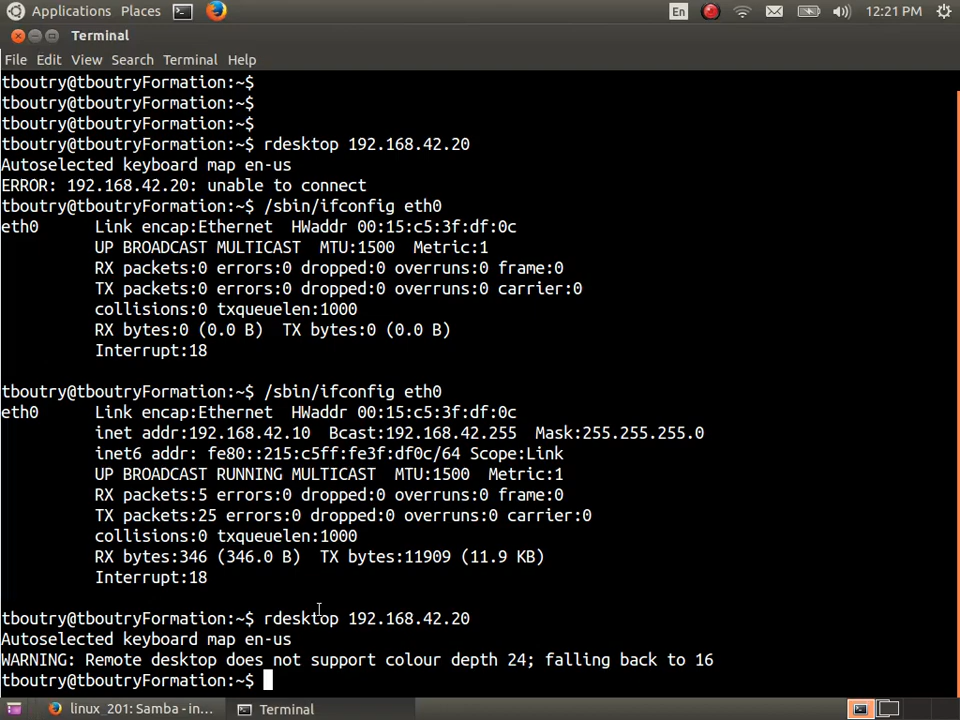 Applications Places En 12:21 PM
Terminal
File Edit View Search Terminal Help
tboutry@tboutryFormation:~$
tboutry@tboutryFormation:~$
tboutry@tboutryFormation:~$
tboutry@tboutryFormation:~$ rdesktop 192.168.42.20
Autoselected keyboard map en-us
ERROR: 192.168.42.20: unable to connect
tboutry@tboutryFormation:~$ /sbin/ifconfig eth0
eth0      Link encap:Ethernet  HWaddr 00:15:c5:3f:df:0c
          UP BROADCAST MULTICAST  MTU:1500  Metric:1
          RX packets:0 errors:0 dropped:0 overruns:0 frame:0
          TX packets:0 errors:0 dropped:0 overruns:0 carrier:0
          collisions:0 txqueuelen:1000
          RX bytes:0 (0.0 B)  TX bytes:0 (0.0 B)
          Interrupt:18
tboutry@tboutryFormation:~$ /sbin/ifconfig eth0
eth0      Link encap:Ethernet  HWaddr 00:15:c5:3f:df:0c
          inet addr:192.168.42.10  Bcast:192.168.42.255  Mask:255.255.255.0
          inet6 addr: fe80::215:c5ff:fe3f:df0c/64 Scope:Link
          UP BROADCAST RUNNING MULTICAST  MTU:1500  Metric:1
          RX packets:5 errors:0 dropped:0 overruns:0 frame:0
          TX packets:25 errors:0 dropped:0 overruns:0 carrier:0
          collisions:0 txqueuelen:1000
          RX bytes:346 (346.0 B)  TX bytes:11909 (11.9 KB)
          Interrupt:18
tboutry@tboutryFormation:~$ rdesktop 192.168.42.20
Autoselected keyboard map en-us
WARNING: Remote desktop does not support colour depth 24; falling back to 16
tboutry@tboutryFormation:~$
linux_201: Samba - in... Terminal